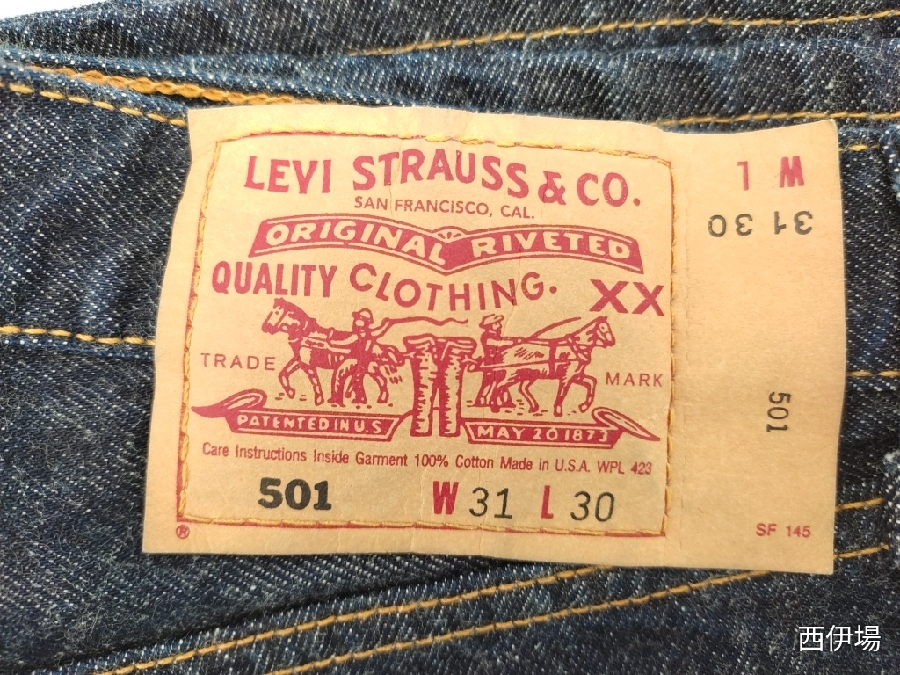 LEVI STRAUSS & CO.
SAN FRANCISCO, CAL.
ORIGINAL RIVETED
QUALITY CLOTHING.
XX
TRADE MARK
PATENTED IN U.S
MAY 20 1873
Care Instructions Inside Garment 100% Cotton Made in U.S.A. WPL 423
501 W 31 L 30
®
W L
31 30
501
SF 145
西伊場